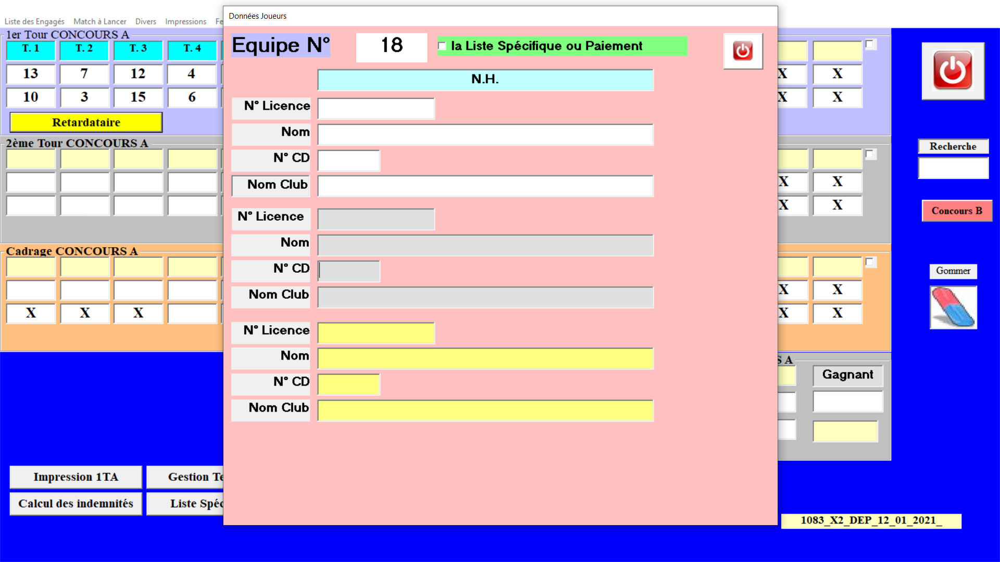 Données Joueurs
Liste des Engagés Match à Lancer Divers Impressions
1er Tour CONCOURS A
T. 1 T. 2 T. 3 T. 4
13 7 12 4
10 3 15 6
Retardataire
2ème Tour CONCOURS A
Cadrage CONCOURS A
X X X
Impression 1TA
Gestion
Calcul des indemnités
Liste
Equipe N° 18 la Liste Spécifique ou Paiement
N.H.
N° Licence
Nom
N° CD
Nom Club
N° Licence
Nom
N° CD
Nom Club
N° Licence
Nom
N° CD
Nom Club
X X
X X
X X
X X
X X
X X
A
Gagnant
Recherche
Concours B
Gommer
1083_X2_DEP_12_01_2021_